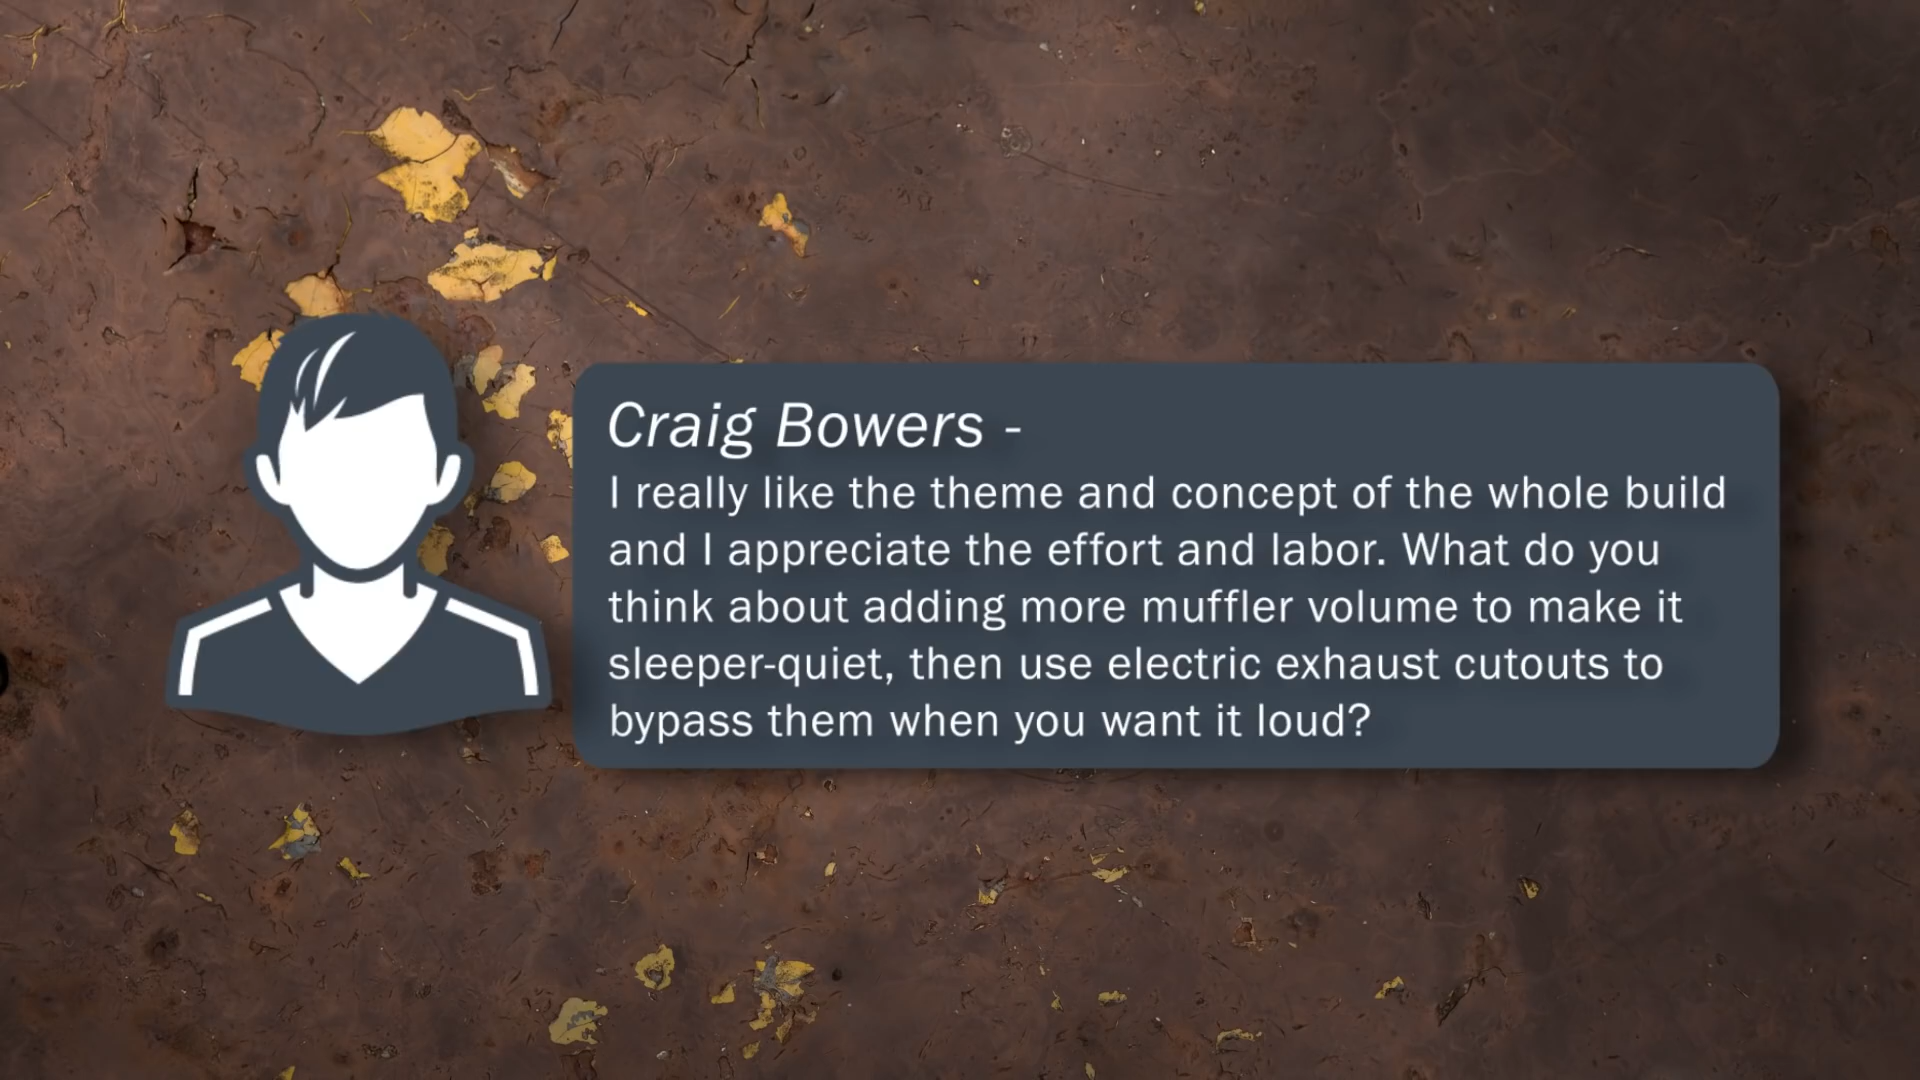 Craig Bowers -
I really like the theme and concept of the whole build
and I appreciate the effort and labor. What do you
think about adding more muffler volume to make it
sleeper-quiet, then use electric exhaust cutouts to
bypass them when you want it loud?